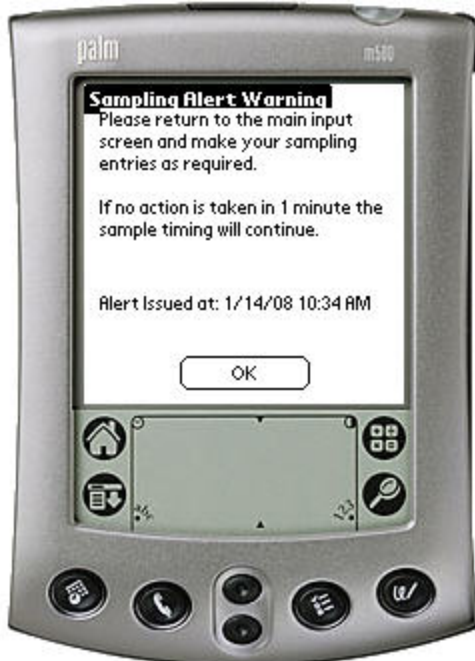 palm
m500
Sampling Alert Warning
Please return to the main input
screen and make your sampling
entries as required.
If no action is taken in 1 minute the
sample timing will continue.
Alert Issued at: 1/14/08 10:34 AM
OK
abc
123